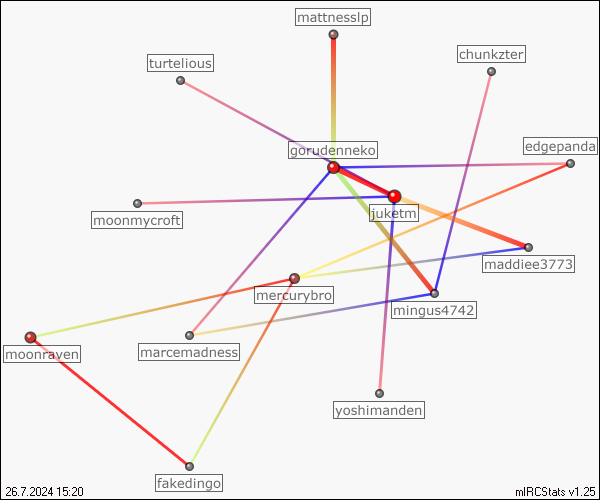 mattnesslp
chunkzter
turtelious
gorudenneko
edgepanda
moonmycroft
juketm
maddiee3773
mercurybro
mingus4742
moonraven
marcemadness
yoshimanden
fakedingo
26.7.2024 15:20
mIRCStats v1.25